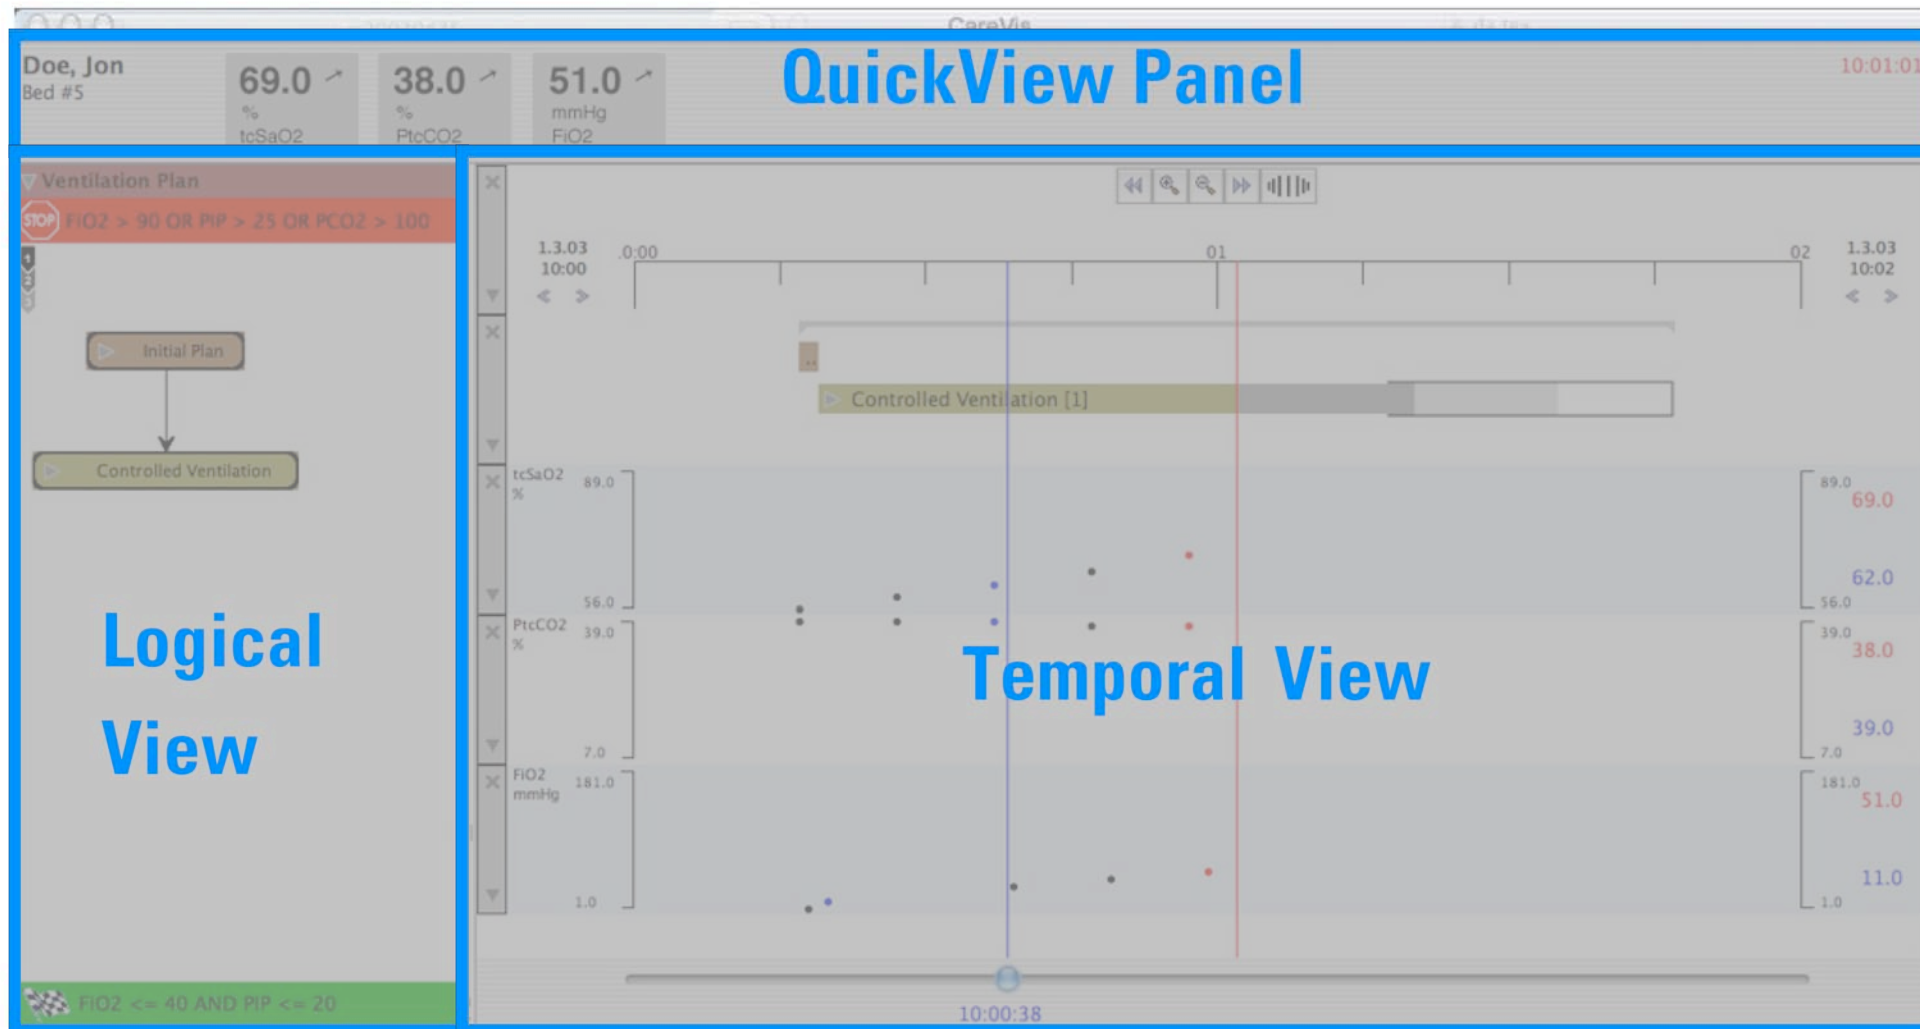 CareVis
QuickView Panel
Doe, Jon
Bed #5
69.0
%
tcSaO2
38.0
%
PtcCO2
51.0
mmHg
FiO2
10:01:01
Ventilation Plan
STOP FiO2 > 90 OR PIP > 25 OR PCO2 > 100
1
2
3
Initial Plan
Controlled Ventilation
Logical
View
FiO2 <= 40 AND PIP <= 20
1.3.03
10:00
.0:00
01
02
1.3.03
10:02
..
Controlled Ventilation [1]
tcSaO2
%
89.0
56.0
89.0
69.0
62.0
56.0
PtcCO2
%
39.0
7.0
39.0
38.0
39.0
7.0
Temporal View
FiO2
mmHg
181.0
1.0
181.0
51.0
11.0
1.0
10:00:38